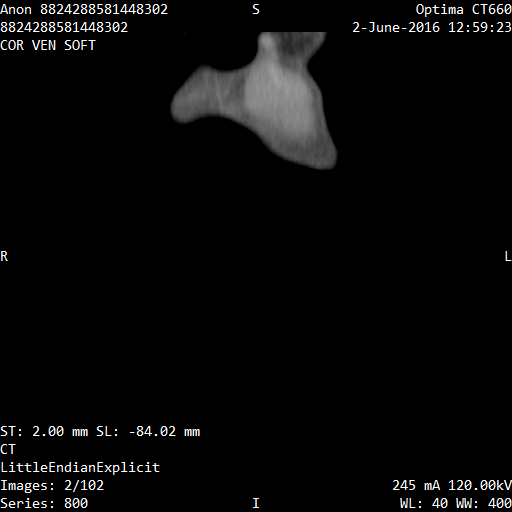 Anon 8824288581448302
S
Optima CT660
8824288581448302
2-June-2016 12:59:23
COR VEN SOFT
R
L
ST: 2.00 mm SL: -84.02 mm
CT
LittleEndianExplicit
Images: 2/102
245 mA 120.00kV
Series: 800
I
WL: 40 WW: 400